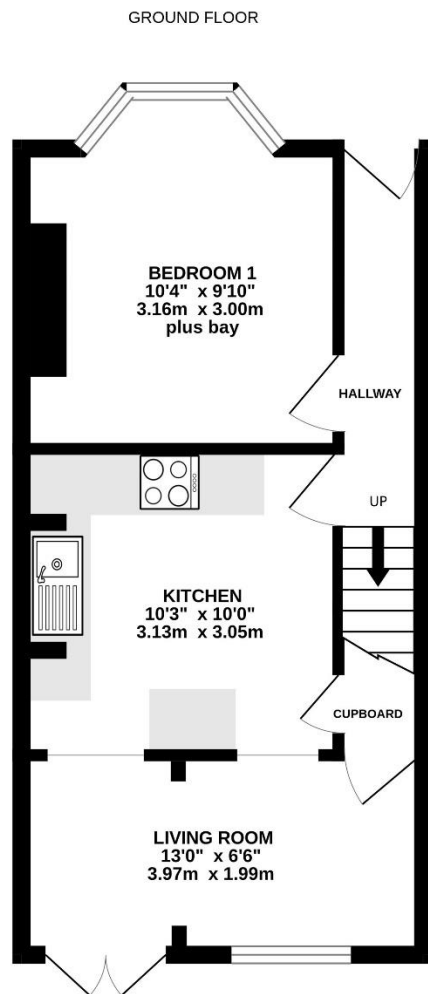 GROUND FLOOR
BEDROOM 1
10'4" x 9'10"
3.16m x 3.00m
plus bay
HALLWAY
UP
KITCHEN
10'3" x 10'0"
3.13m x 3.05m
CUPBOARD
LIVING ROOM
13'0" x 6'6"
3.97m x 1.99m